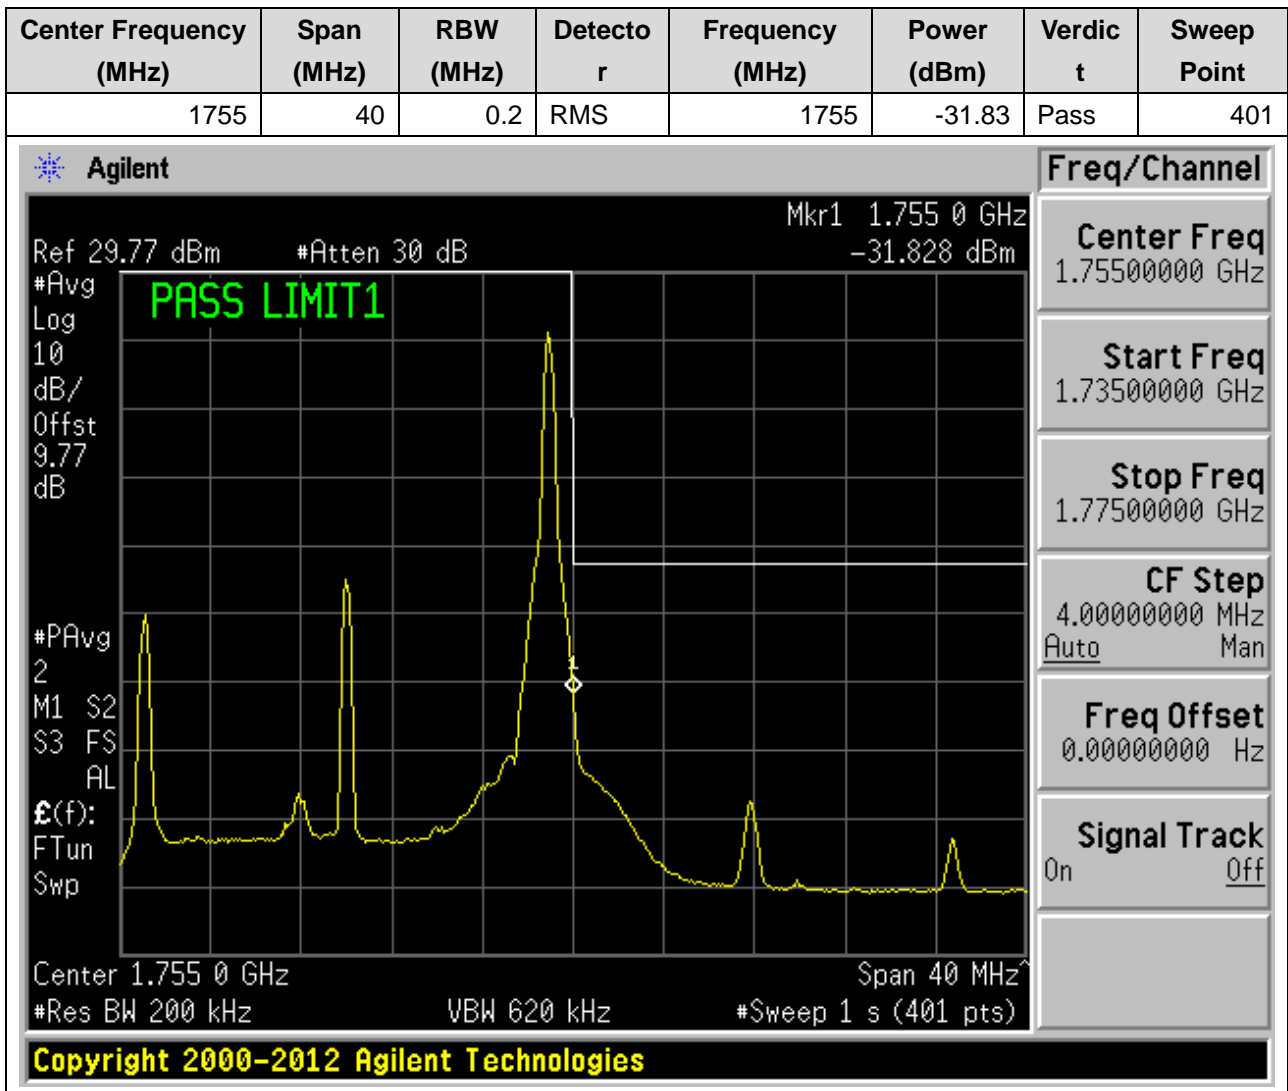 Center Frequency (MHz) Span (MHz) RBW (MHz) Detecto r Frequency (MHz) Power (dBm) Verdic t Sweep Point
1755 40 0.2 RMS 1755 -31.83 Pass 401
Agilent
Freq/Channel
Mkr1 1.755 0 GHz
Ref 29.77 dBm #Atten 30 dB -31.828 dBm
#Avg
Log
10
dB/
Offst
9.77
dB
PASS LIMIT1
1
#PAvg
2
M1 S2
S3 FS
AL
£(f):
FTun
Swp
Center 1.755 0 GHz Span 40 MHz^
#Res BW 200 kHz VBW 620 kHz #Sweep 1 s (401 pts)
Center Freq
1.75500000 GHz
Start Freq
1.73500000 GHz
Stop Freq
1.77500000 GHz
CF Step
4.00000000 MHz
Auto Man
Freq Offset
0.00000000 Hz
Signal Track
On Off
Copyright 2000-2012 Agilent Technologies